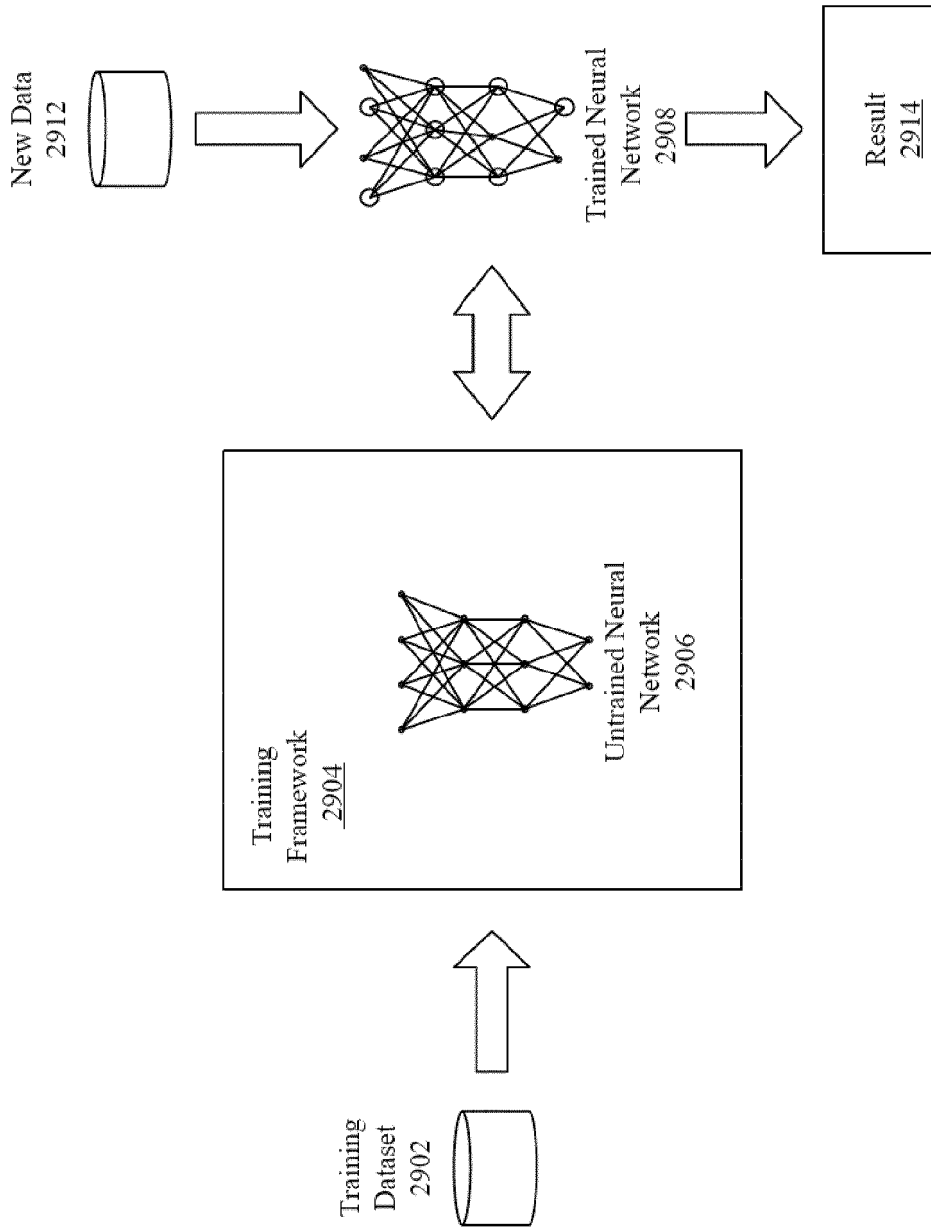 Training
Dataset
2902
Training
Framework
2904
Untrained Neural
Network
2906
New Data
2912
Trained Neural
Network
2908
Result
2914